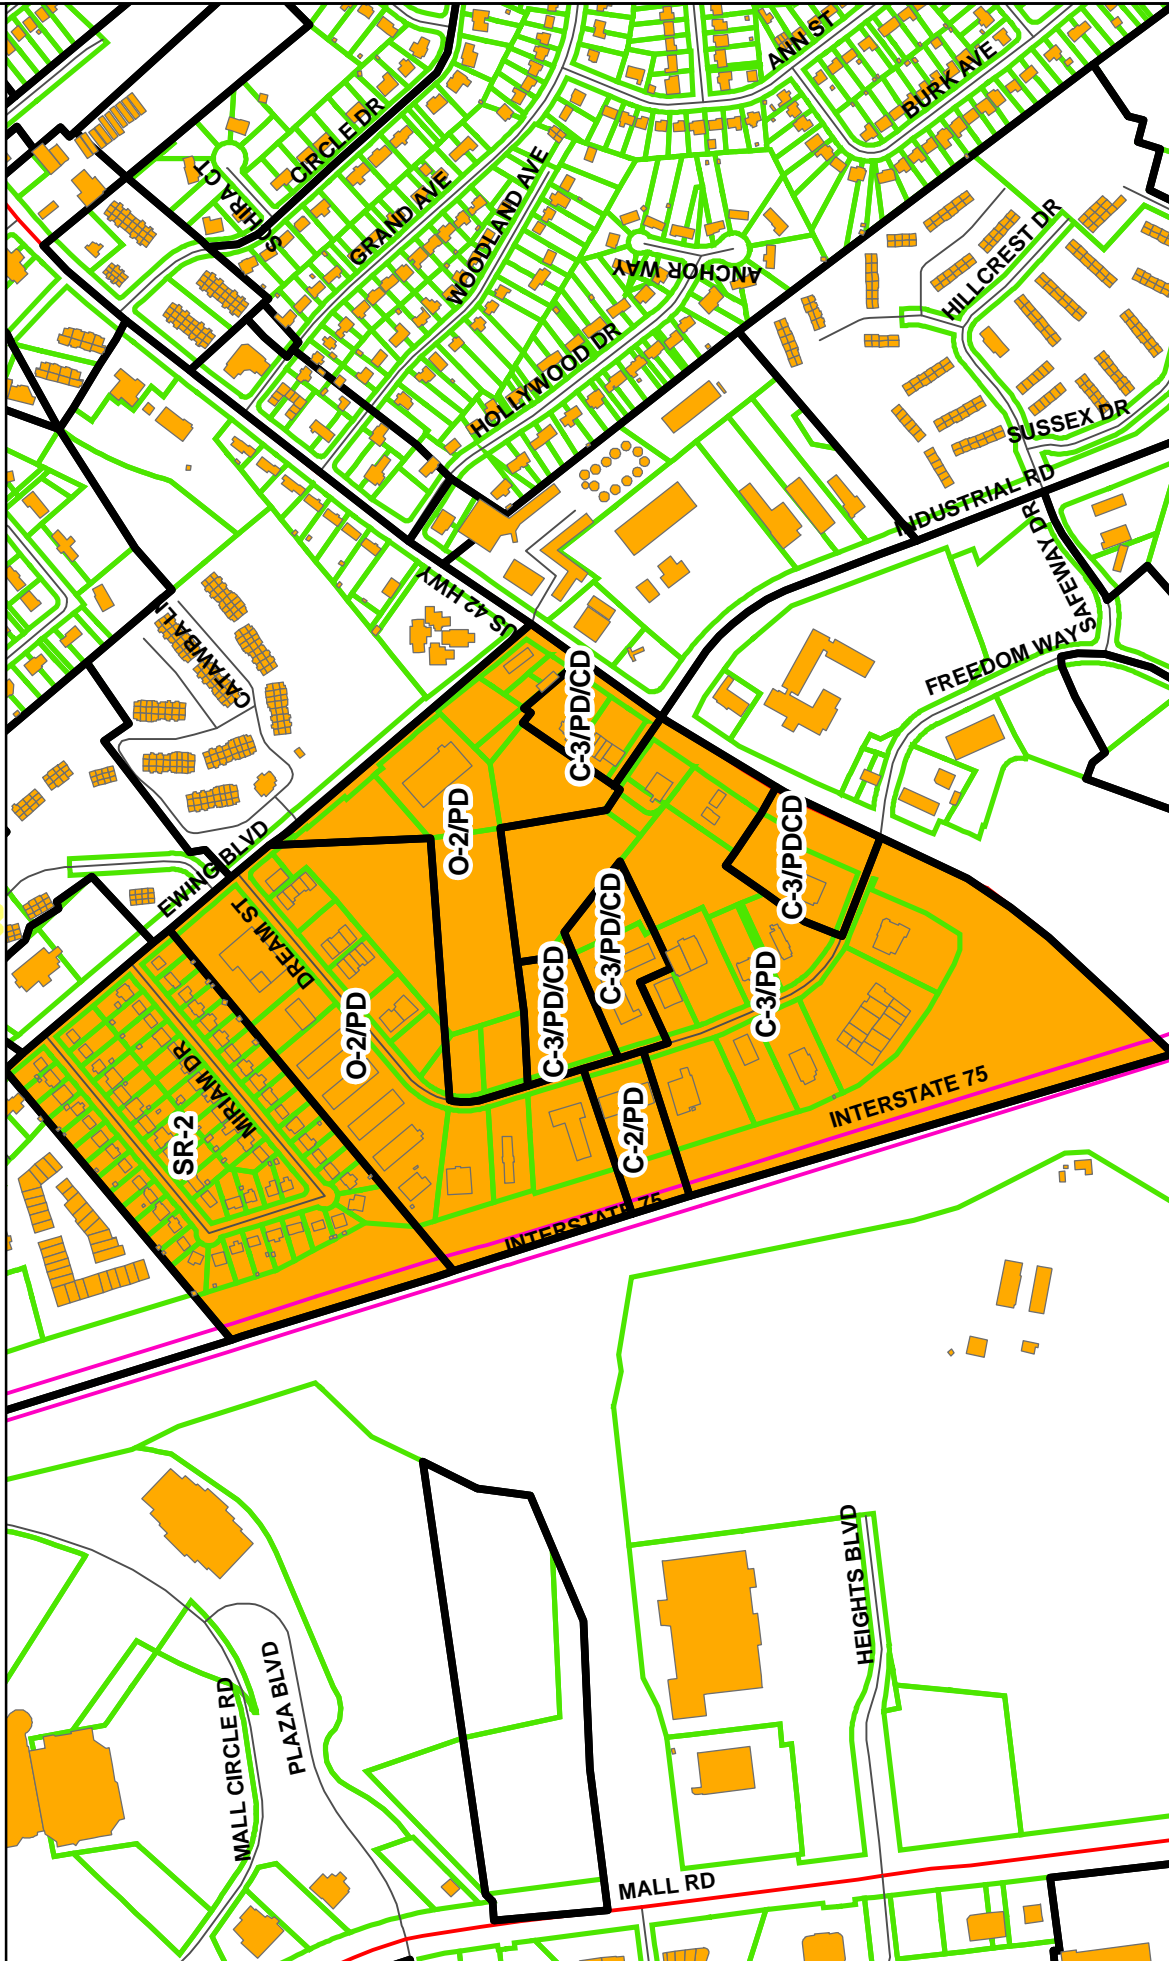 ANN ST
BURK AVE
CIRCLE DR
SCHIRA CT
GRAND AVE
WOODLAND AVE
ANCHOR WAY
HILLCREST DR
HOLLYWOOD DR
SUSSEX DR
INDUSTRIAL RD
SAFEWAY DR
US 42 HWY
CATAWBA LN
FREEDOM WAY
C-3/PD/CD
O-2/PD
C-3/PDCD
EWING BLVD
DREAM ST
C-3/PD/CD
C-3/PD/CD
C-3/PD
O-2/PD
MIRIAM DR
SR-2
C-2/PD
INTERSTATE 75
INTERSTATE 75
HEIGHTS BLVD
PLAZA BLVD
MALL CIRCLE RD
MALL RD